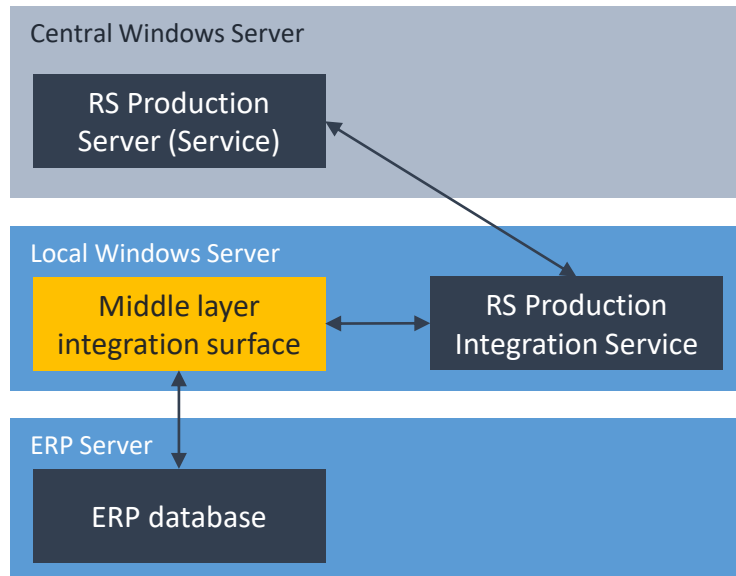 Central Windows Server
RS Production
Server (Service)
Local Windows Server
Middle layer
integration surface
RS Production
Integration Service
ERP Server
ERP database